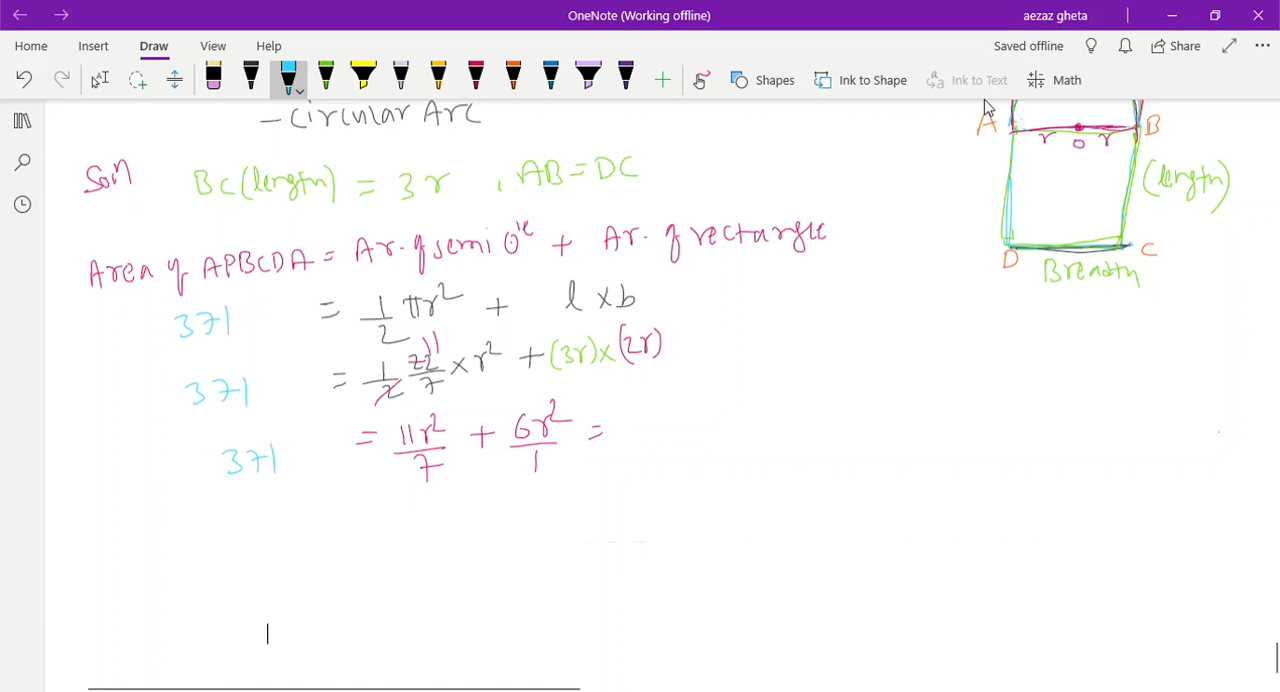 OneNote (Working offline)
aezaz gheta
Home Insert Draw View Help
Saved offline Share
Shapes Ink to Shape Ink to Text Math
- Circular Arc
Soln BC (length) = 3r , AB = DC
Area of APBCDA = Ar. of semi Ole + Ar. of rectangle
371 = 1/2 πr² + l × b
371 = 1/2 22/7 × r² + (3r) × (2r)
11
371 = 11r²/7 + 6r²/1 =
A B
r O r
(length)
D C
Breadth